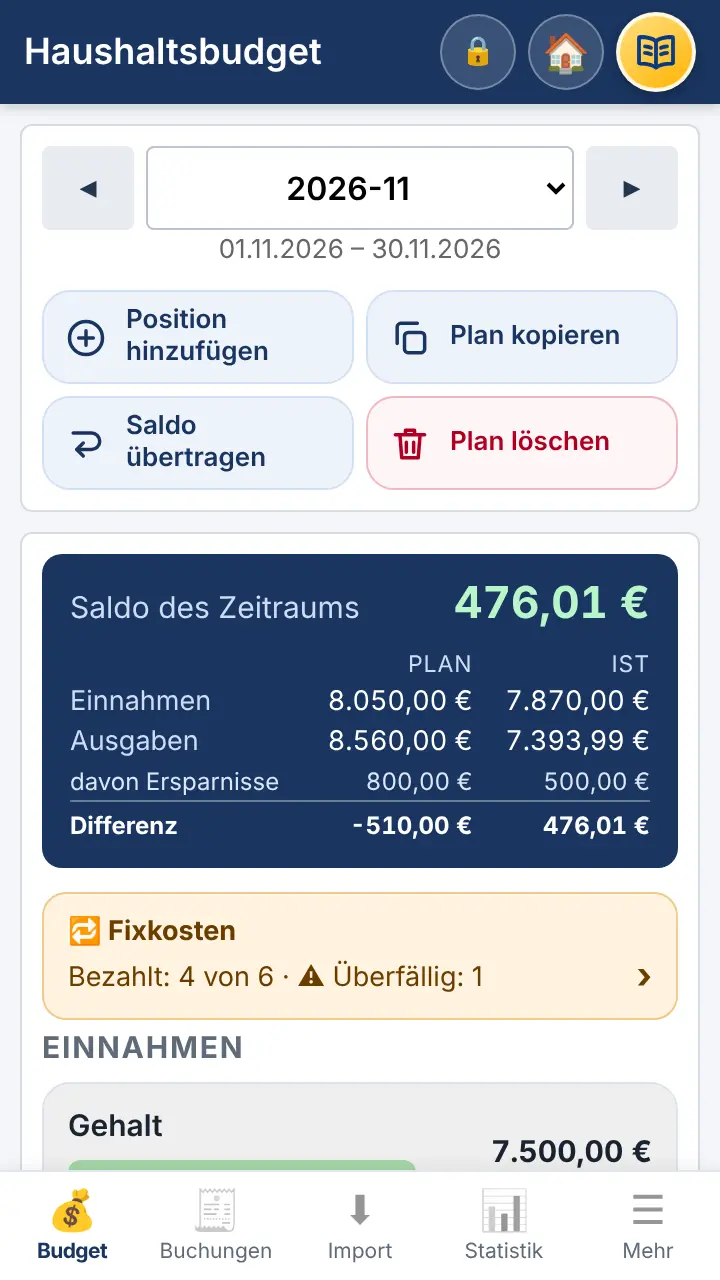 Haushaltsbudget
2026-11
01.11.2026 – 30.11.2026
Position
hinzufügen
Plan kopieren
Saldo
übertragen
Plan löschen
Saldo des Zeitraums 476,01 €
PLAN IST
Einnahmen 8.050,00 € 7.870,00 €
Ausgaben 8.560,00 € 7.393,99 €
davon Ersparnisse 800,00 € 500,00 €
Differenz -510,00 € 476,01 €
Fixkosten
Bezahlt: 4 von 6 · ⚠ Überfällig: 1
EINNAHMEN
Gehalt
7.500,00 €
Budget Buchungen Import Statistik Mehr